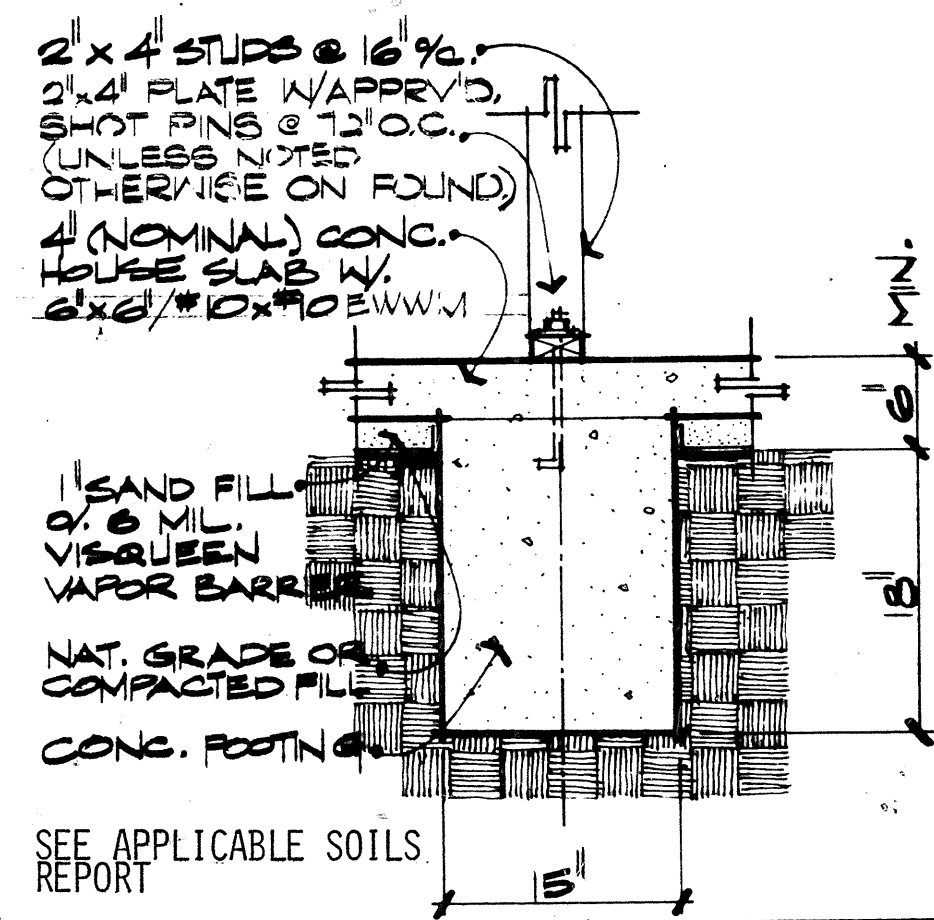 2"x 4" STUDS @ 16" o/c.
2"x4" PLATE W/APPRV'D.
SHOT PINS @ 72" O.C.
(UNLESS NOTED
OTHERWISE ON FOUND.)
4" (NOMINAL) CONC.
HOUSE SLAB W/.
6"x6"/#10x#10 EWWM
MIN.
6"
1" SAND FILL
O/. 6 MIL.
VISQUEEN
VAPOR BARRIER
18"
NAT. GRADE OR
COMPACTED FILL
CONC. FOOTING
SEE APPLICABLE SOILS
REPORT
15"